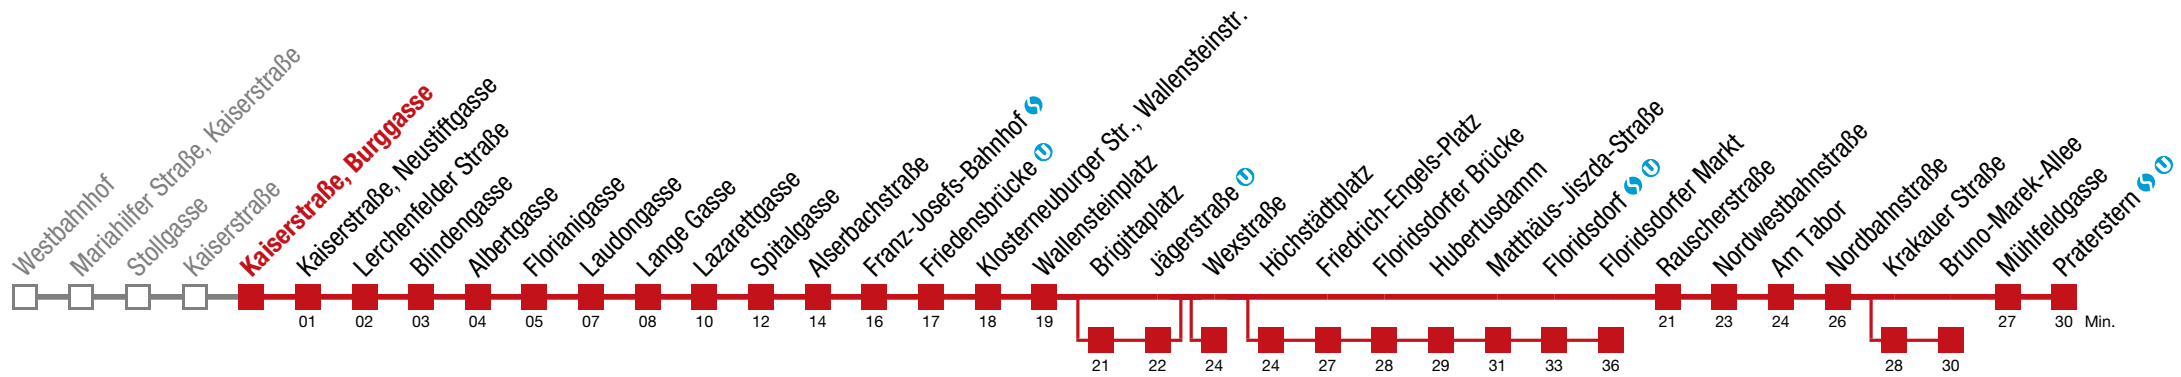 Westbahnhof
Mariahilfer Straße, Kaiserstraße
Stollgasse
Kaiserstraße
Kaiserstraße, Burggasse
Kaiserstraße, Neustiftgasse
Lerchenfelder Straße
Blindengasse
Albertgasse
Florianigasse
Laudongasse
Lange Gasse
Lazarettgasse
Spitalgasse
Alserbachstraße
Franz-Josefs-Bahnhof
Friedensbrücke U
Klosterneuburger Str., Wallensteinstr.
Wallensteinplatz
Brigittaplatz
Jägerstraße U
Wexstraße
Höchstädtplatz
Friedrich-Engels-Platz
Floridsdorfer Brücke
Hubertusdamm
Matthäus-Jiszda-Straße
Floridsdorf U
Floridsdorfer Markt
Rauscherstraße
Nordwestbahnstraße
Am Tabor
Nordbahnstraße
Krakauer Straße
Bruno-Marek-Allee
Mühlfeldgasse
Praterstern U
01 02 03 04 05 07 08 10 12 14 16 17 18 19 21 23 24 26 27 30 Min.
21 22 24 24 27 28 29 31 33 36 28 30